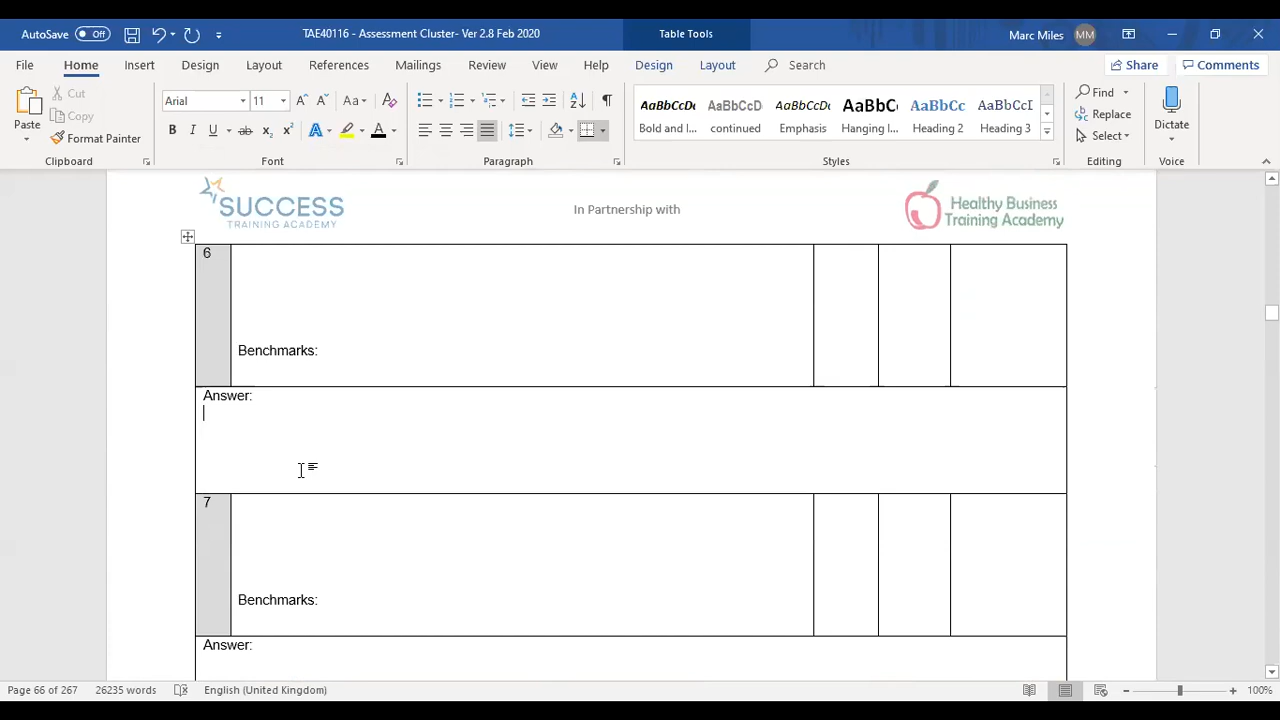 AutoSave Off TAE40116 - Assessment Cluster- Ver 2.8 Feb 2020 Table Tools Marc Miles MM
File Home Insert Design Layout References Mailings Review View Help Design Layout Search Share Comments
Paste Cut Copy Format Painter
Arial 11
AaBbCcDc AaBbCcDd AaBbCcDc AaBbC AaBbCc AaBbCcI
Bold and I... continued Emphasis Hanging I... Heading 2 Heading 3
Find Replace Select
Dictate
Clipboard Font Paragraph Styles Editing Voice
SUCCESS
TRAINING ACADEMY
In Partnership with
Healthy Business
Training Academy
6
Benchmarks:
Answer:
7
Benchmarks:
Answer:
Page 66 of 267 26235 words English (United Kingdom) 100%